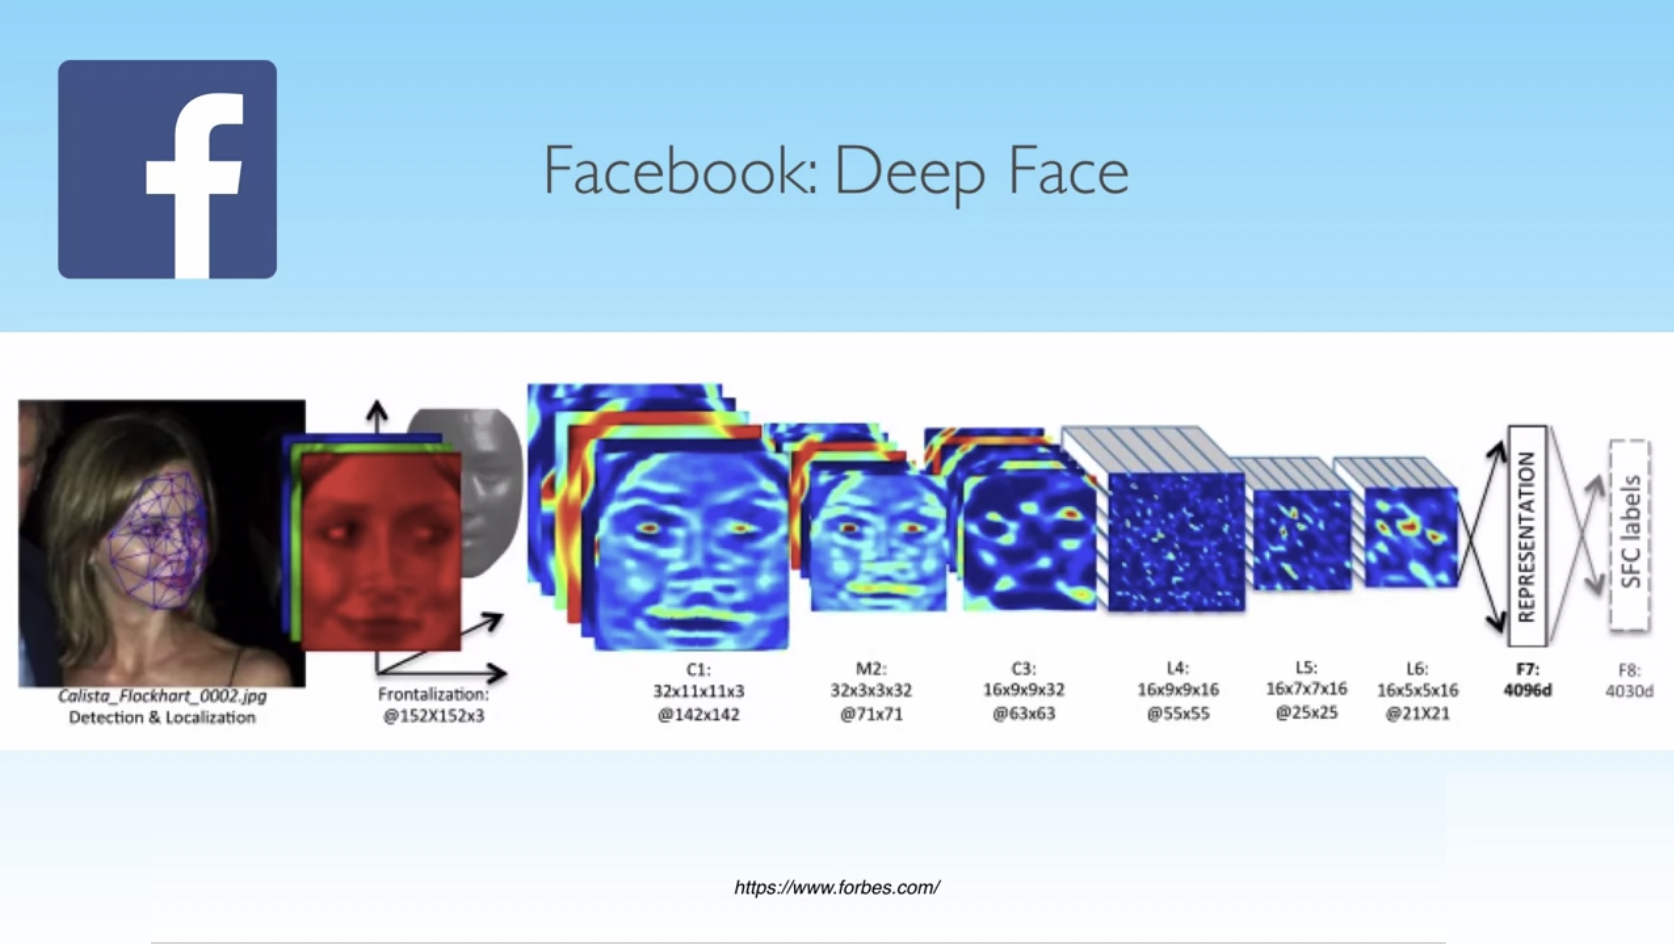 f
Facebook: Deep Face
Calista_Flockhart_0002.jpg
Detection & Localization
Frontalization:
@152X152x3
C1:
32x11x11x3
@142x142
M2:
32x3x3x32
@71x71
C3:
16x9x9x32
@63x63
L4:
16x9x9x16
@55x55
L5:
16x7x7x16
@25x25
L6:
16x5x5x16
@21X21
REPRESENTATION
F7:
4096d
SFC labels
F8:
4030d
https://www.forbes.com/